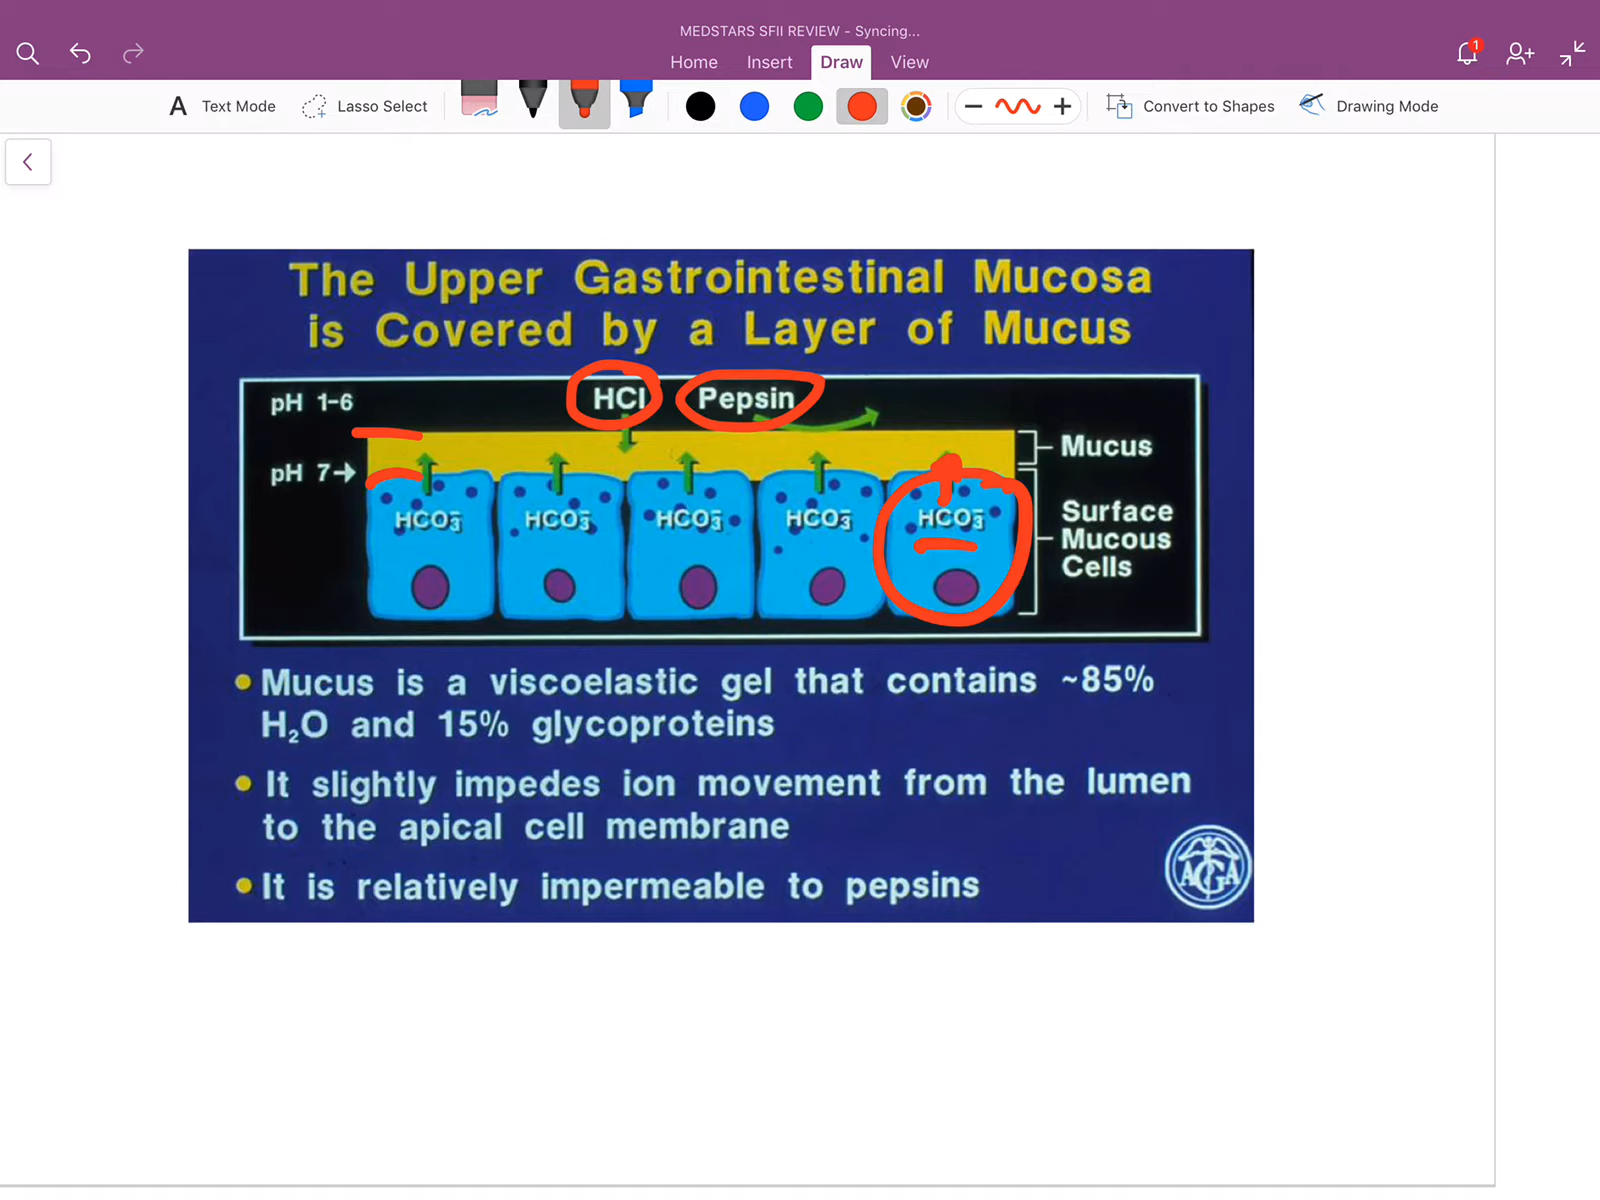 MEDSTARS SFII REVIEW - Syncing...
Home Insert Draw View
1
A Text Mode Lasso Select Convert to Shapes Drawing Mode
The Upper Gastrointestinal Mucosa
is Covered by a Layer of Mucus
pH 1-6 HCl Pepsin
Mucus
pH 7→
HCO₃⁻ HCO₃⁻ HCO₃⁻ HCO₃⁻ HCO₃⁻
Surface
Mucous
Cells
• Mucus is a viscoelastic gel that contains ~85%
H₂O and 15% glycoproteins
• It slightly impedes ion movement from the lumen
to the apical cell membrane
• It is relatively impermeable to pepsins
AGA